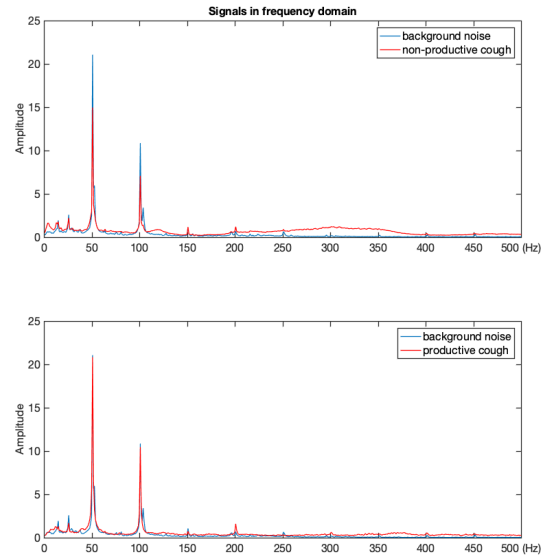 Signals in frequency domain
25
20
15
10
5
0
Amplitude
background noise
non-productive cough
0 50 100 150 200 250 300 350 400 450 500 (Hz)
25
20
15
10
5
0
Amplitude
background noise
productive cough
0 50 100 150 200 250 300 350 400 450 500 (Hz)